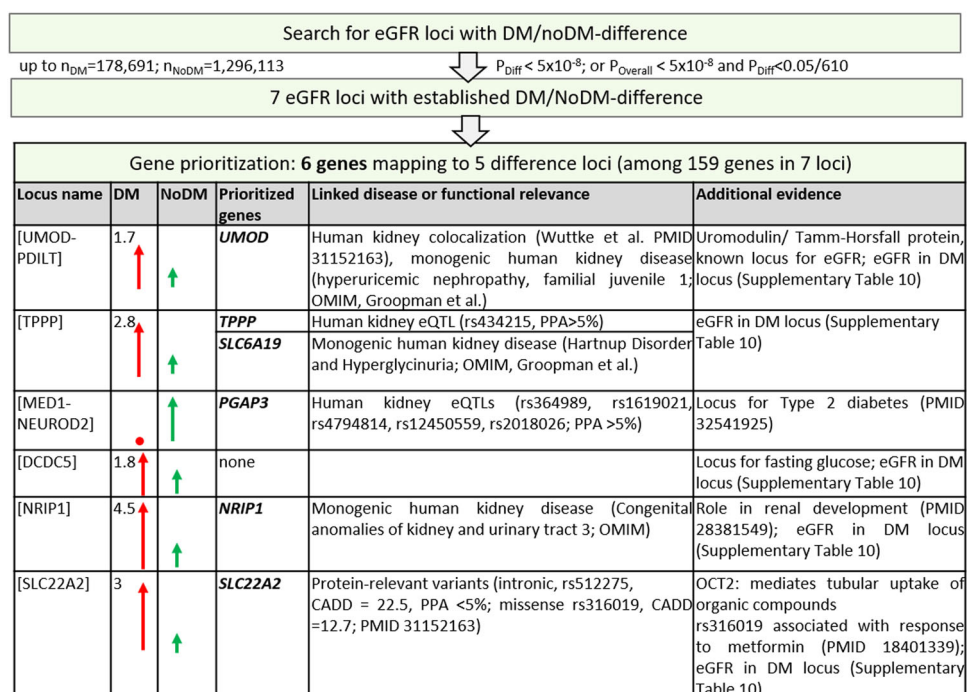 Search for eGFR loci with DM/noDM-difference
up to nDM=178,691; nNoDM=1,296,113
PDiff < 5x10-8; or POverall < 5x10-8 and PDiff<0.05/610
7 eGFR loci with established DM/NoDM-difference
Gene prioritization: 6 genes mapping to 5 difference loci (among 159 genes in 7 loci)
Locus name DM NoDM Prioritized genes Linked disease or functional relevance Additional evidence
[UMOD-
PDILT]
1.7
UMOD
Human kidney colocalization (Wuttke et al. PMID
31152163), monogenic human kidney disease
(hyperuricemic nephropathy, familial juvenile 1;
OMIM, Groopman et al.)
Uromodulin/ Tamm-Horsfall protein,
known locus for eGFR; eGFR in DM
locus (Supplementary Table 10)
[TPPP]
2.8
TPPP
Human kidney eQTL (rs434215, PPA>5%)
SLC6A19
Monogenic human kidney disease (Hartnup Disorder
and Hyperglycinuria; OMIM, Groopman et al.)
eGFR in DM locus (Supplementary
Table 10)
[MED1-
NEUROD2]
PGAP3
Human kidney eQTLs (rs364989, rs1619021,
rs4794814, rs12450559, rs2018026; PPA >5%)
Locus for Type 2 diabetes (PMID
32541925)
[DCDC5]
1.8
none
Locus for fasting glucose; eGFR in DM
locus (Supplementary Table 10)
[NRIP1]
4.5
NRIP1
Monogenic human kidney disease (Congenital
anomalies of kidney and urinary tract 3; OMIM)
Role in renal development (PMID
28381549); eGFR in DM locus
(Supplementary Table 10)
[SLC22A2]
3
SLC22A2
Protein-relevant variants (intronic, rs512275,
CADD = 22.5, PPA <5%; missense rs316019, CADD
=12.7; PMID 31152163)
OCT2: mediates tubular uptake of
organic compounds
rs316019 associated with response
to metformin (PMID 18401339);
eGFR in DM locus (Supplementary
Table 10)